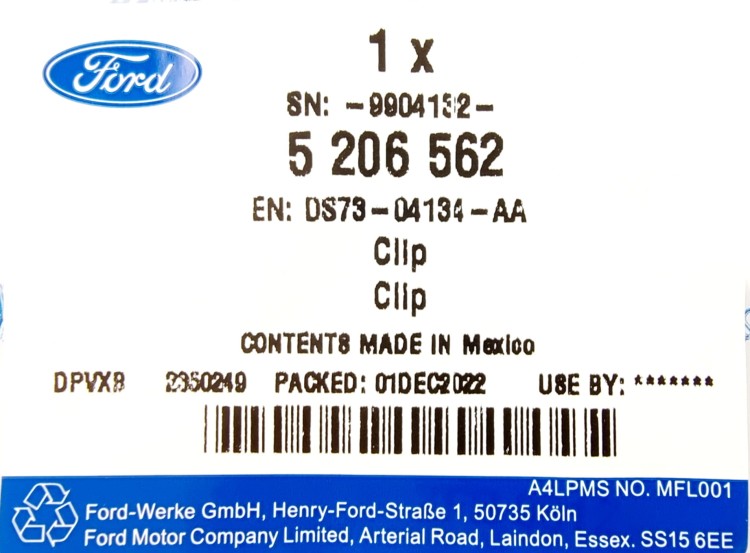 Ford
1 x
SN: -9904132-
5 206 562
EN: DS73-04134-AA
Clip
Clip
CONTENTS MADE IN Mexico
DPVXB 2350249 PACKED: 01DEC2022 USE BY: *******
A4LPMS NO. MFL001
Ford-Werke GmbH, Henry-Ford-Straße 1, 50735 Köln
Ford Motor Company Limited, Arterial Road, Laindon, Essex. SS15 6EE